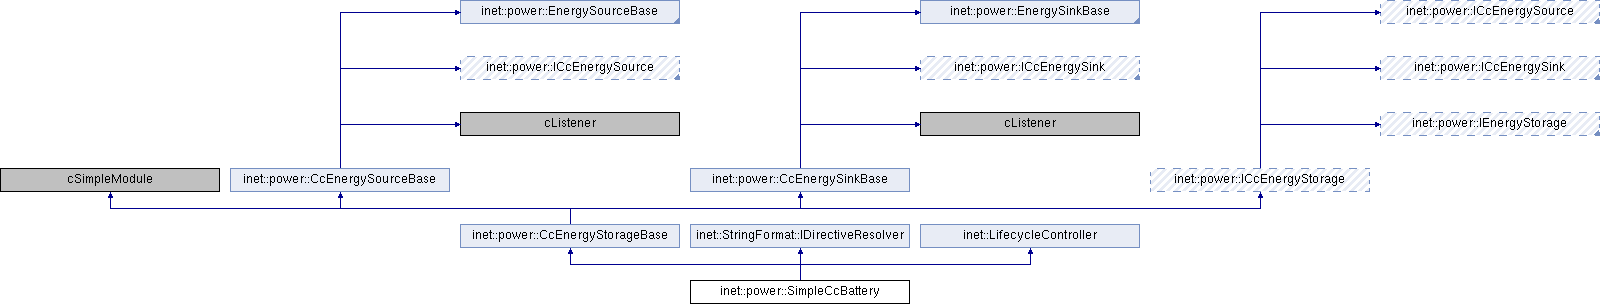 inet::power::EnergySourceBase
inet::power::EnergySinkBase
inet::power::ICcEnergySource
inet::power::ICcEnergySource
inet::power::ICcEnergySink
inet::power::ICcEnergySink
cListener
cListener
inet::power::IEnergyStorage
cSimpleModule
inet::power::CcEnergySourceBase
inet::power::CcEnergySinkBase
inet::power::ICcEnergyStorage
inet::power::CcEnergyStorageBase
inet::StringFormat::IDirectiveResolver
inet::LifecycleController
inet::power::SimpleCcBattery